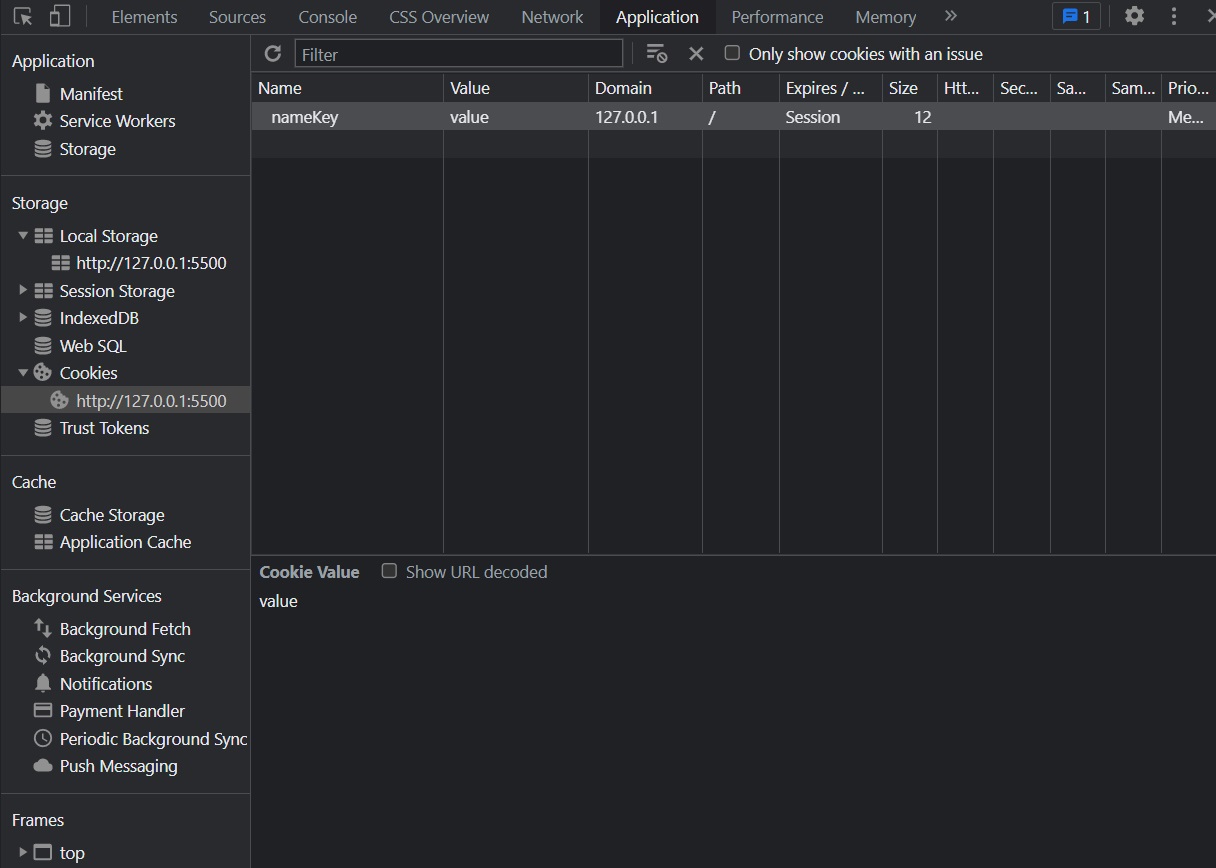 Elements Sources Console CSS Overview Network Application Performance Memory » 1
Application
Manifest
Service Workers
Storage
Storage
Local Storage
http://127.0.0.1:5500
Session Storage
IndexedDB
Web SQL
Cookies
http://127.0.0.1:5500
Trust Tokens
Cache
Cache Storage
Application Cache
Background Services
Background Fetch
Background Sync
Notifications
Payment Handler
Periodic Background Sync
Push Messaging
Frames
top
Filter Only show cookies with an issue
Name Value Domain Path Expires / ... Size Htt... Sec... Sa... Sam... Prio...
nameKey value 127.0.0.1 / Session 12 Me...
Cookie Value Show URL decoded
value